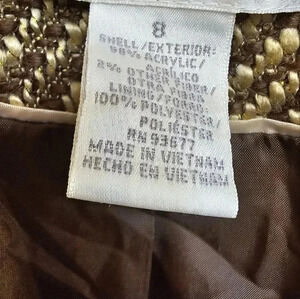 8
SHELL/EXTERIOR:
98% ACRYLIC/
ACRÍLICO
2% OTHER FIBER/
OTRA FIBRA
LINING/FORRO:
100% POLYESTER/
POLIÉSTER
RN 93677
MADE IN VIETNAM
HECHO EN VIETNAM